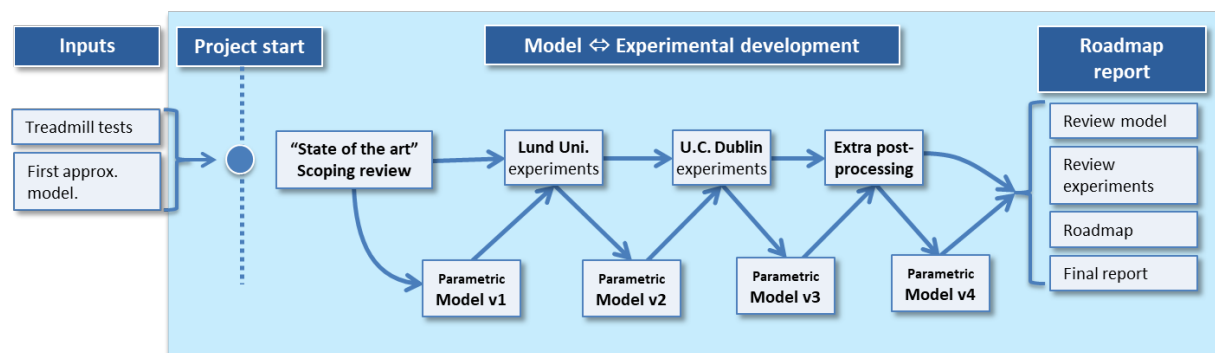 Inputs
Project start
Model ⇔ Experimental development
Roadmap
report
Treadmill tests
First approx.
model.
“State of the art”
Scoping review
Lund Uni.
experiments
U.C. Dublin
experiments
Extra post-
processing
Review model
Review
experiments
Roadmap
Final report
Parametric
Model v1
Parametric
Model v2
Parametric
Model v3
Parametric
Model v4